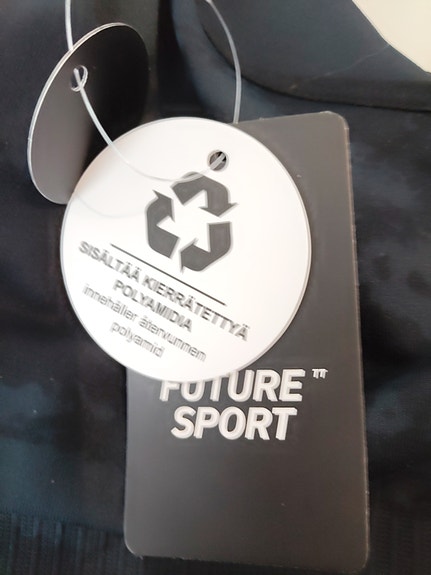 SISÄLTÄÄ KIERRÄTETTYÄ
POLYAMIDIA
innehåller återvunnen
polyamid
FUTURE
SPORT